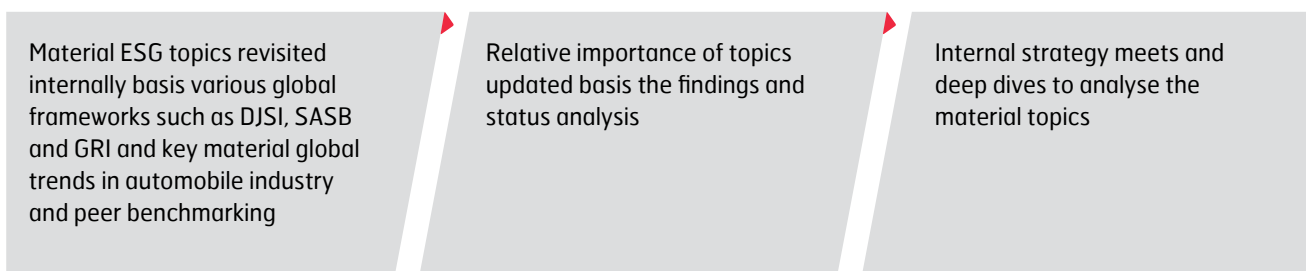 Material ESG topics revisited
internally basis various global
frameworks such as DJSI, SASB
and GRI and key material global
trends in automobile industry
and peer benchmarking
Relative importance of topics
updated basis the findings and
status analysis
Internal strategy meets and
deep dives to analyse the
material topics